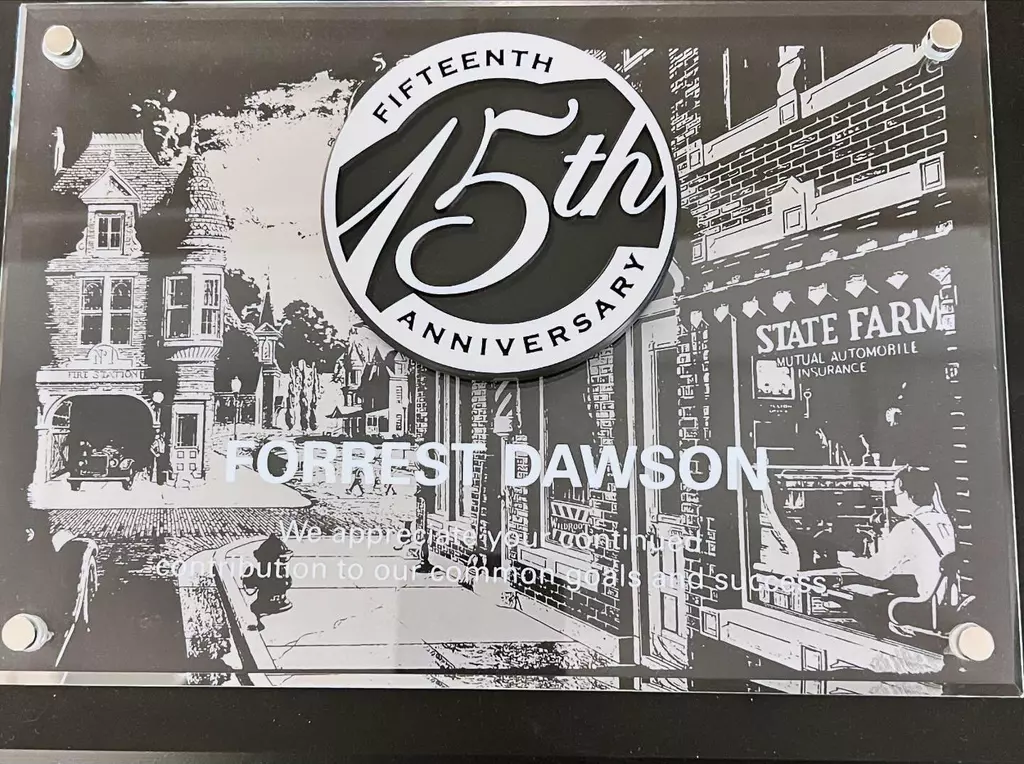 FIFTEENTH
15th
ANNIVERSARY
STATE FARM
MUTUAL AUTOMOBILE
INSURANCE
FIRE STATION
FORREST DAWSON
WILDROOT
We appreciate your continued
contribution to our common goals and success.